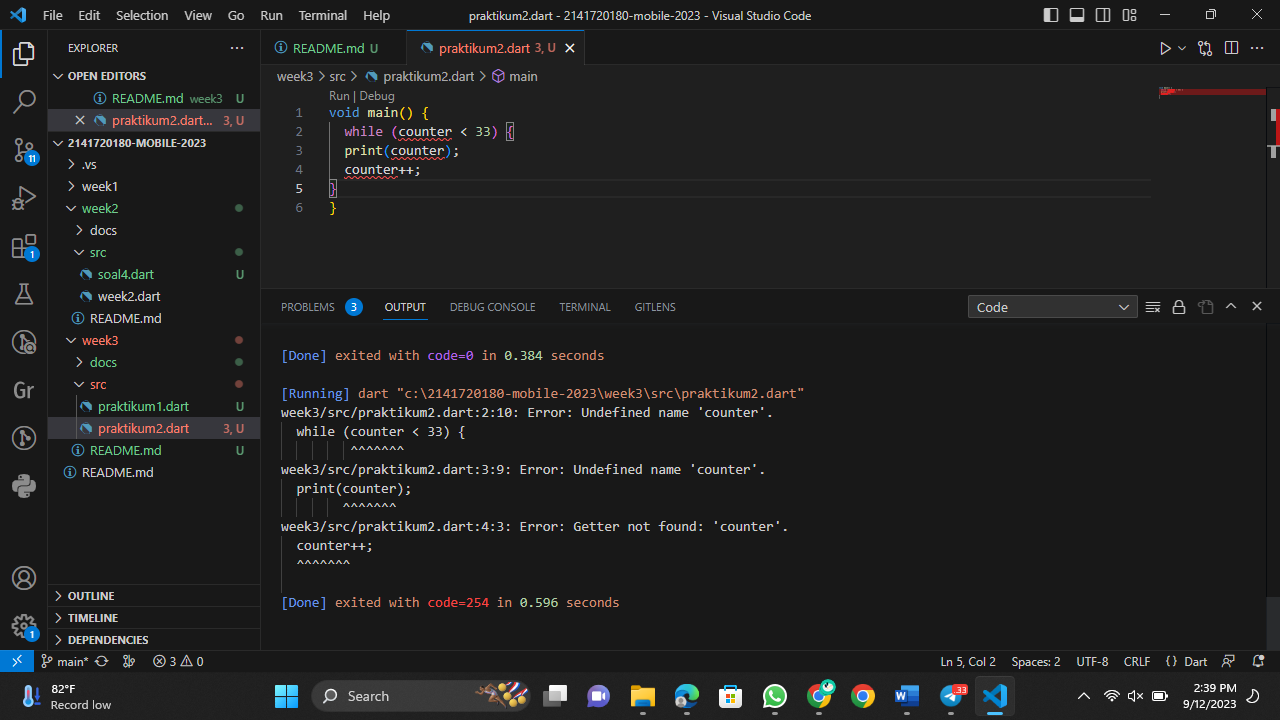 File Edit Selection View Go Run Terminal Help praktikum2.dart - 2141720180-mobile-2023 - Visual Studio Code
EXPLORER
OPEN EDITORS
README.md week3 U
praktikum2.dart... 3, U
2141720180-MOBILE-2023
.vs
week1
week2
docs
src
soal4.dart U
week2.dart
README.md
week3
docs
src
praktikum1.dart U
praktikum2.dart 3, U
README.md U
README.md
OUTLINE
TIMELINE
DEPENDENCIES
11
1
Gr
1
README.md U praktikum2.dart 3, U
week3 > src > praktikum2.dart > main
Run | Debug
1 void main() {
2 while (counter < 33) {
3 print(counter);
4 counter++;
5 }
6 }
PROBLEMS 3 OUTPUT DEBUG CONSOLE TERMINAL GITLENS Code
[Done] exited with code=0 in 0.384 seconds
[Running] dart "c:\2141720180-mobile-2023\week3\src\praktikum2.dart"
week3/src/praktikum2.dart:2:10: Error: Undefined name 'counter'.
while (counter < 33) {
^^^^^^^
week3/src/praktikum2.dart:3:9: Error: Undefined name 'counter'.
print(counter);
^^^^^^^
week3/src/praktikum2.dart:4:3: Error: Getter not found: 'counter'.
counter++;
^^^^^^^
[Done] exited with code=254 in 0.596 seconds
main* 3 0 Ln 5, Col 2 Spaces: 2 UTF-8 CRLF { } Dart
82°F
Record low
Search
33
2:39 PM
9/12/2023